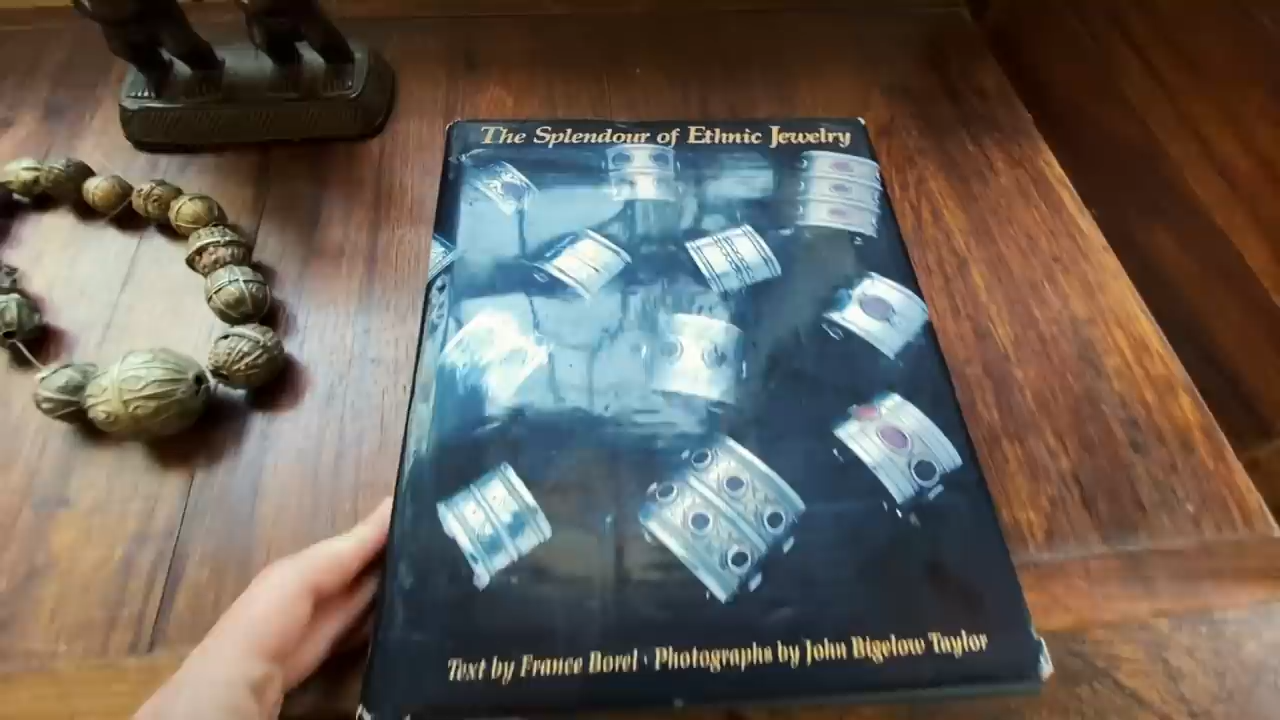 The Splendour of Ethnic Jewelry
Text by France Borel · Photographs by John Bigelow Taylor